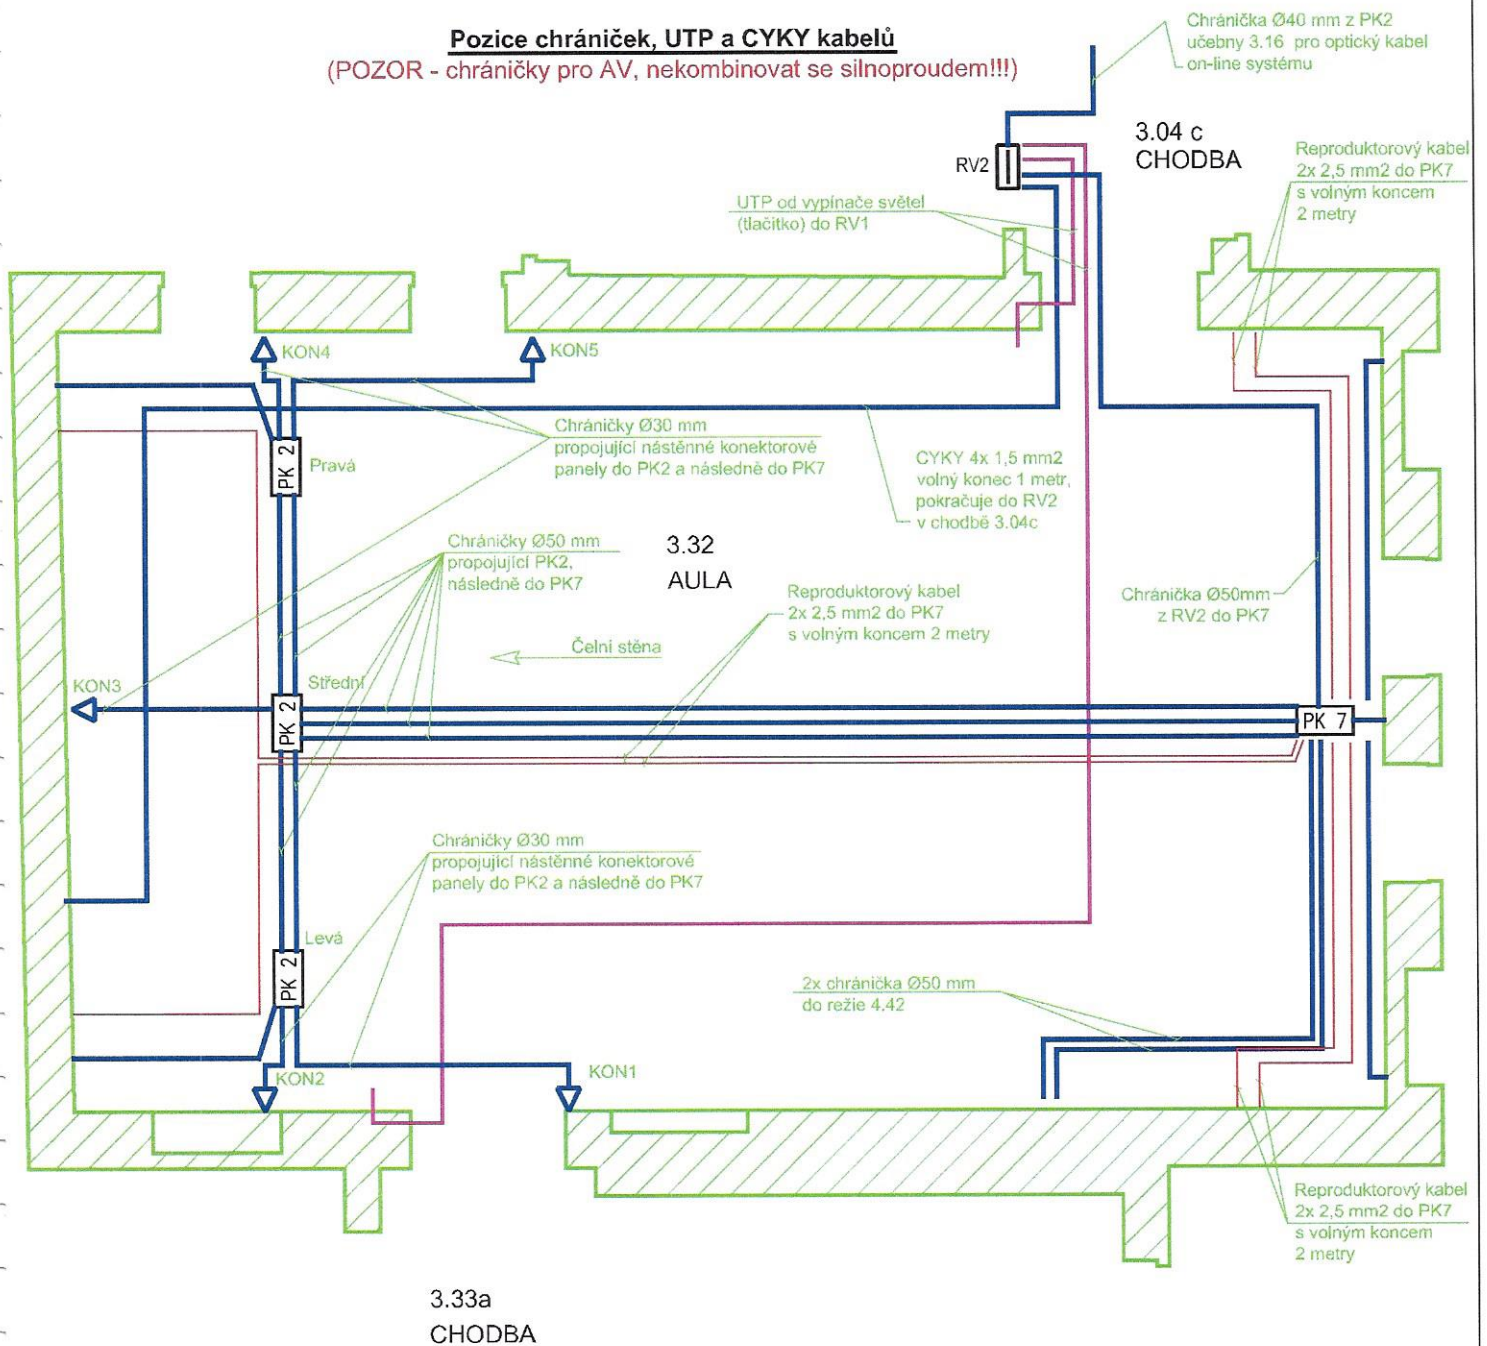 Pozice chrániček, UTP a CYKY kabelů
(POZOR - chráničky pro AV, nekombinovat se silnoproudem!!!)
Chránička Ø40 mm z PK2
učebny 3.16 pro optický kabel
on-line systému
3.04 c
CHODBA
RV2
Reproduktorový kabel
2x 2,5 mm2 do PK7
s volným koncem
2 metry
UTP od vypínače světel
(tlačítko) do RV1
KON4
KON5
Chráničky Ø30 mm
propojující nástěnné konektorové
panely do PK2 a následně do PK7
PK 2
Pravá
CYKY 4x 1,5 mm2
volný konec 1 metr,
pokračuje do RV2
v chodbě 3.04c
Chráničky Ø50 mm
propojující PK2,
následně do PK7
3.32
AULA
Reproduktorový kabel
2x 2,5 mm2 do PK7
s volným koncem 2 metry
Chránička Ø50mm
z RV2 do PK7
Čelní stěna
KON3
Střední
PK 2
PK 7
Chráničky Ø30 mm
propojující nástěnné konektorové
panely do PK2 a následně do PK7
Levá
PK 2
2x chránička Ø50 mm
do režie 4.42
KON2
KON1
Reproduktorový kabel
2x 2,5 mm2 do PK7
s volným koncem
2 metry
3.33a
CHODBA